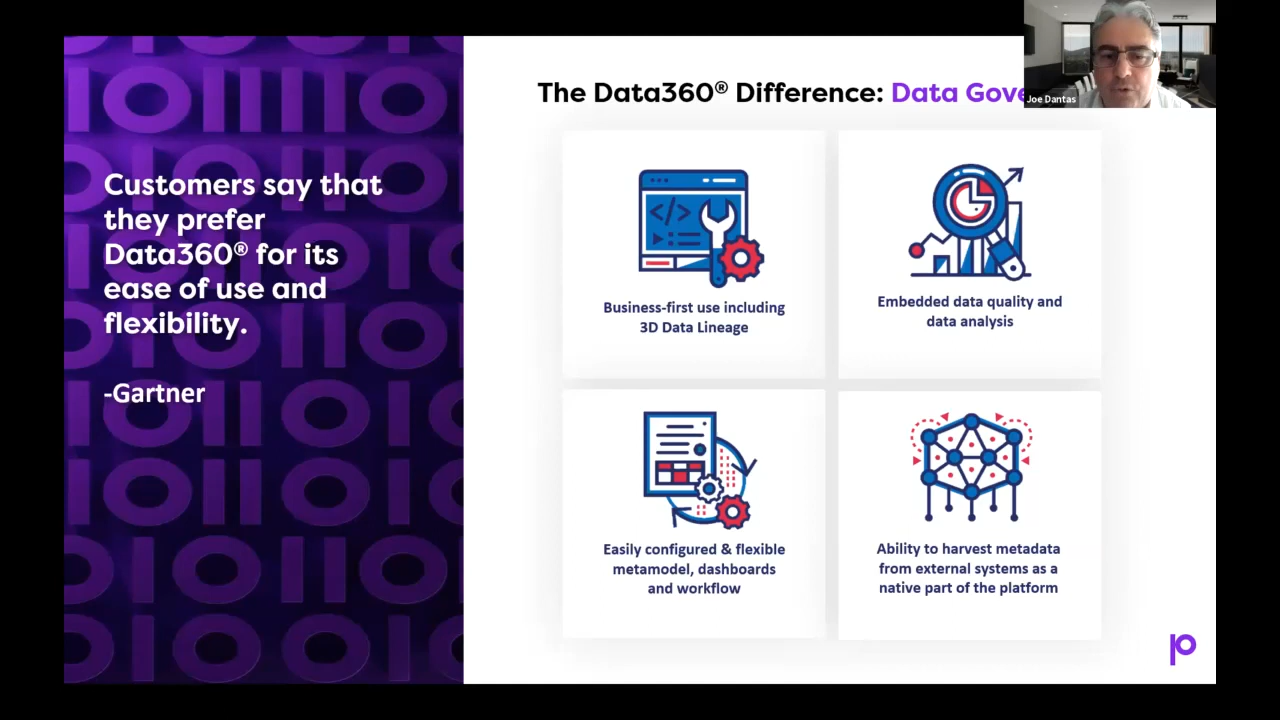 Customers say that
they prefer
Data360® for its
ease of use and
flexibility.
-Gartner
The Data360® Difference: Data Gove
Joe Dantas
Business-first use including
3D Data Lineage
Embedded data quality and
data analysis
Easily configured & flexible
metamodel, dashboards
and workflow
Ability to harvest metadata
from external systems as a
native part of the platform